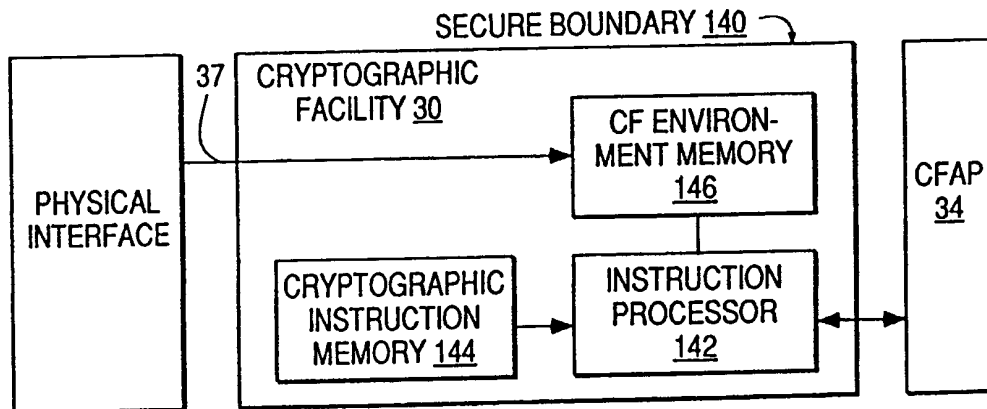 SECURE BOUNDARY 140
37
CRYPTOGRAPHIC
FACILITY 30
CF ENVIRON-
MENT MEMORY
146
CFAP
34
PHYSICAL
INTERFACE
CRYPTOGRAPHIC
INSTRUCTION
MEMORY 144
INSTRUCTION
PROCESSOR
142